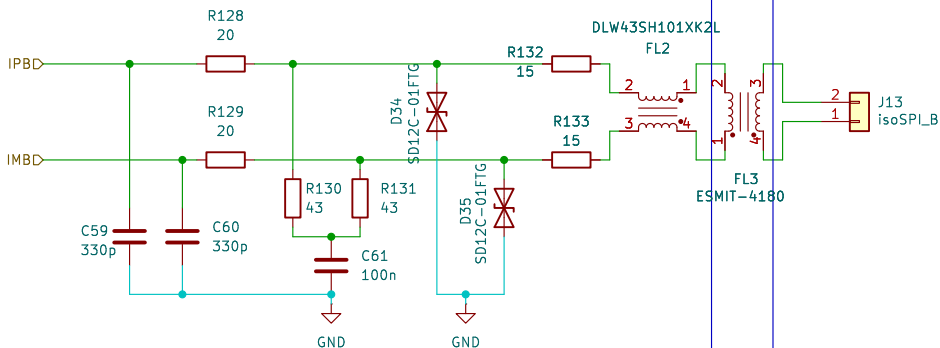 R128
20
IPB
R129
20
IMB
C59
330p
C60
330p
R130
43
R131
43
C61
100n
GND
D34
SD12C-01FTG
D35
SD12C-01FTG
GND
R132
15
R133
15
DLW43SH101XK2L
FL2
2
1
3
4
2
1
3
4
FL3
ESMIT-4180
2
1
J13
isoSPI_B